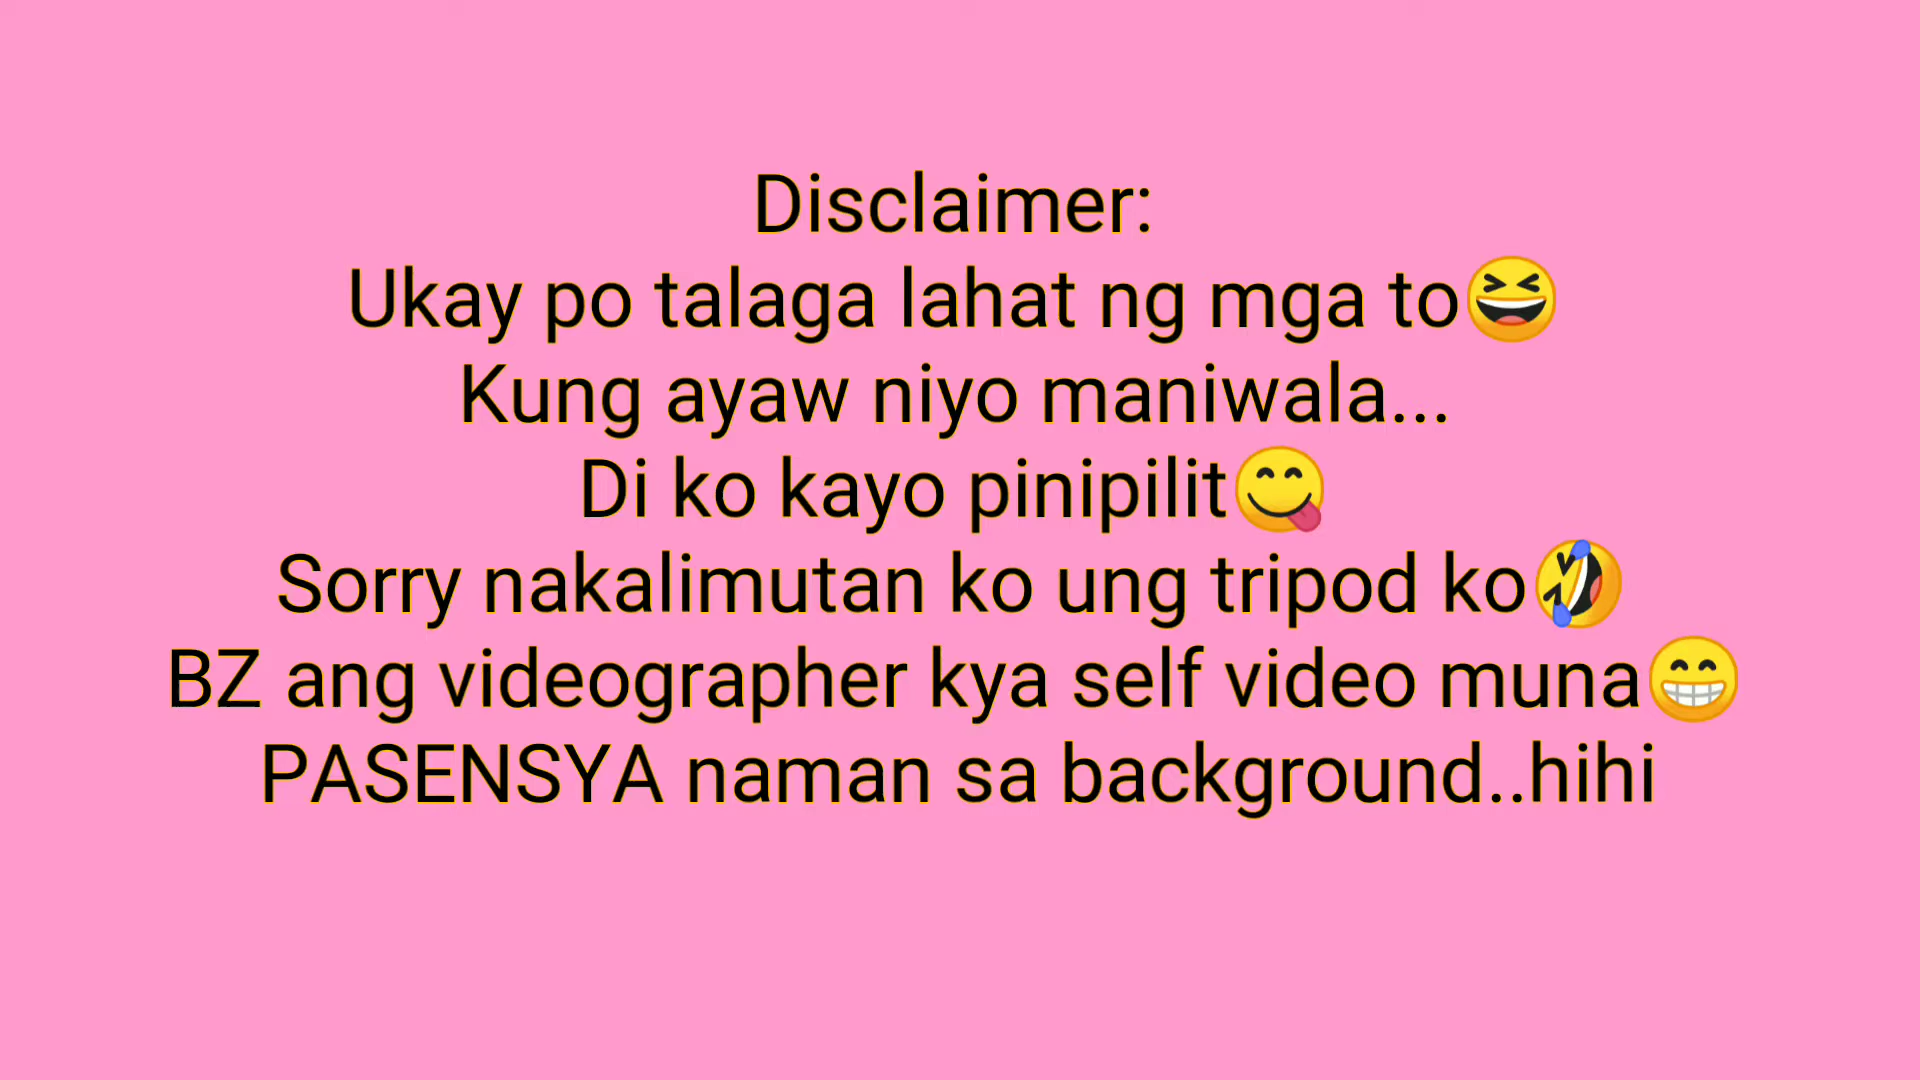 Disclaimer:
Ukay po talaga lahat ng mga to😆
Kung ayaw niyo maniwala...
Di ko kayo pinipilit😋
Sorry nakalimutan ko ung tripod ko🤣
BZ ang videographer kya self video muna😁
PASENSYA naman sa background..hihi